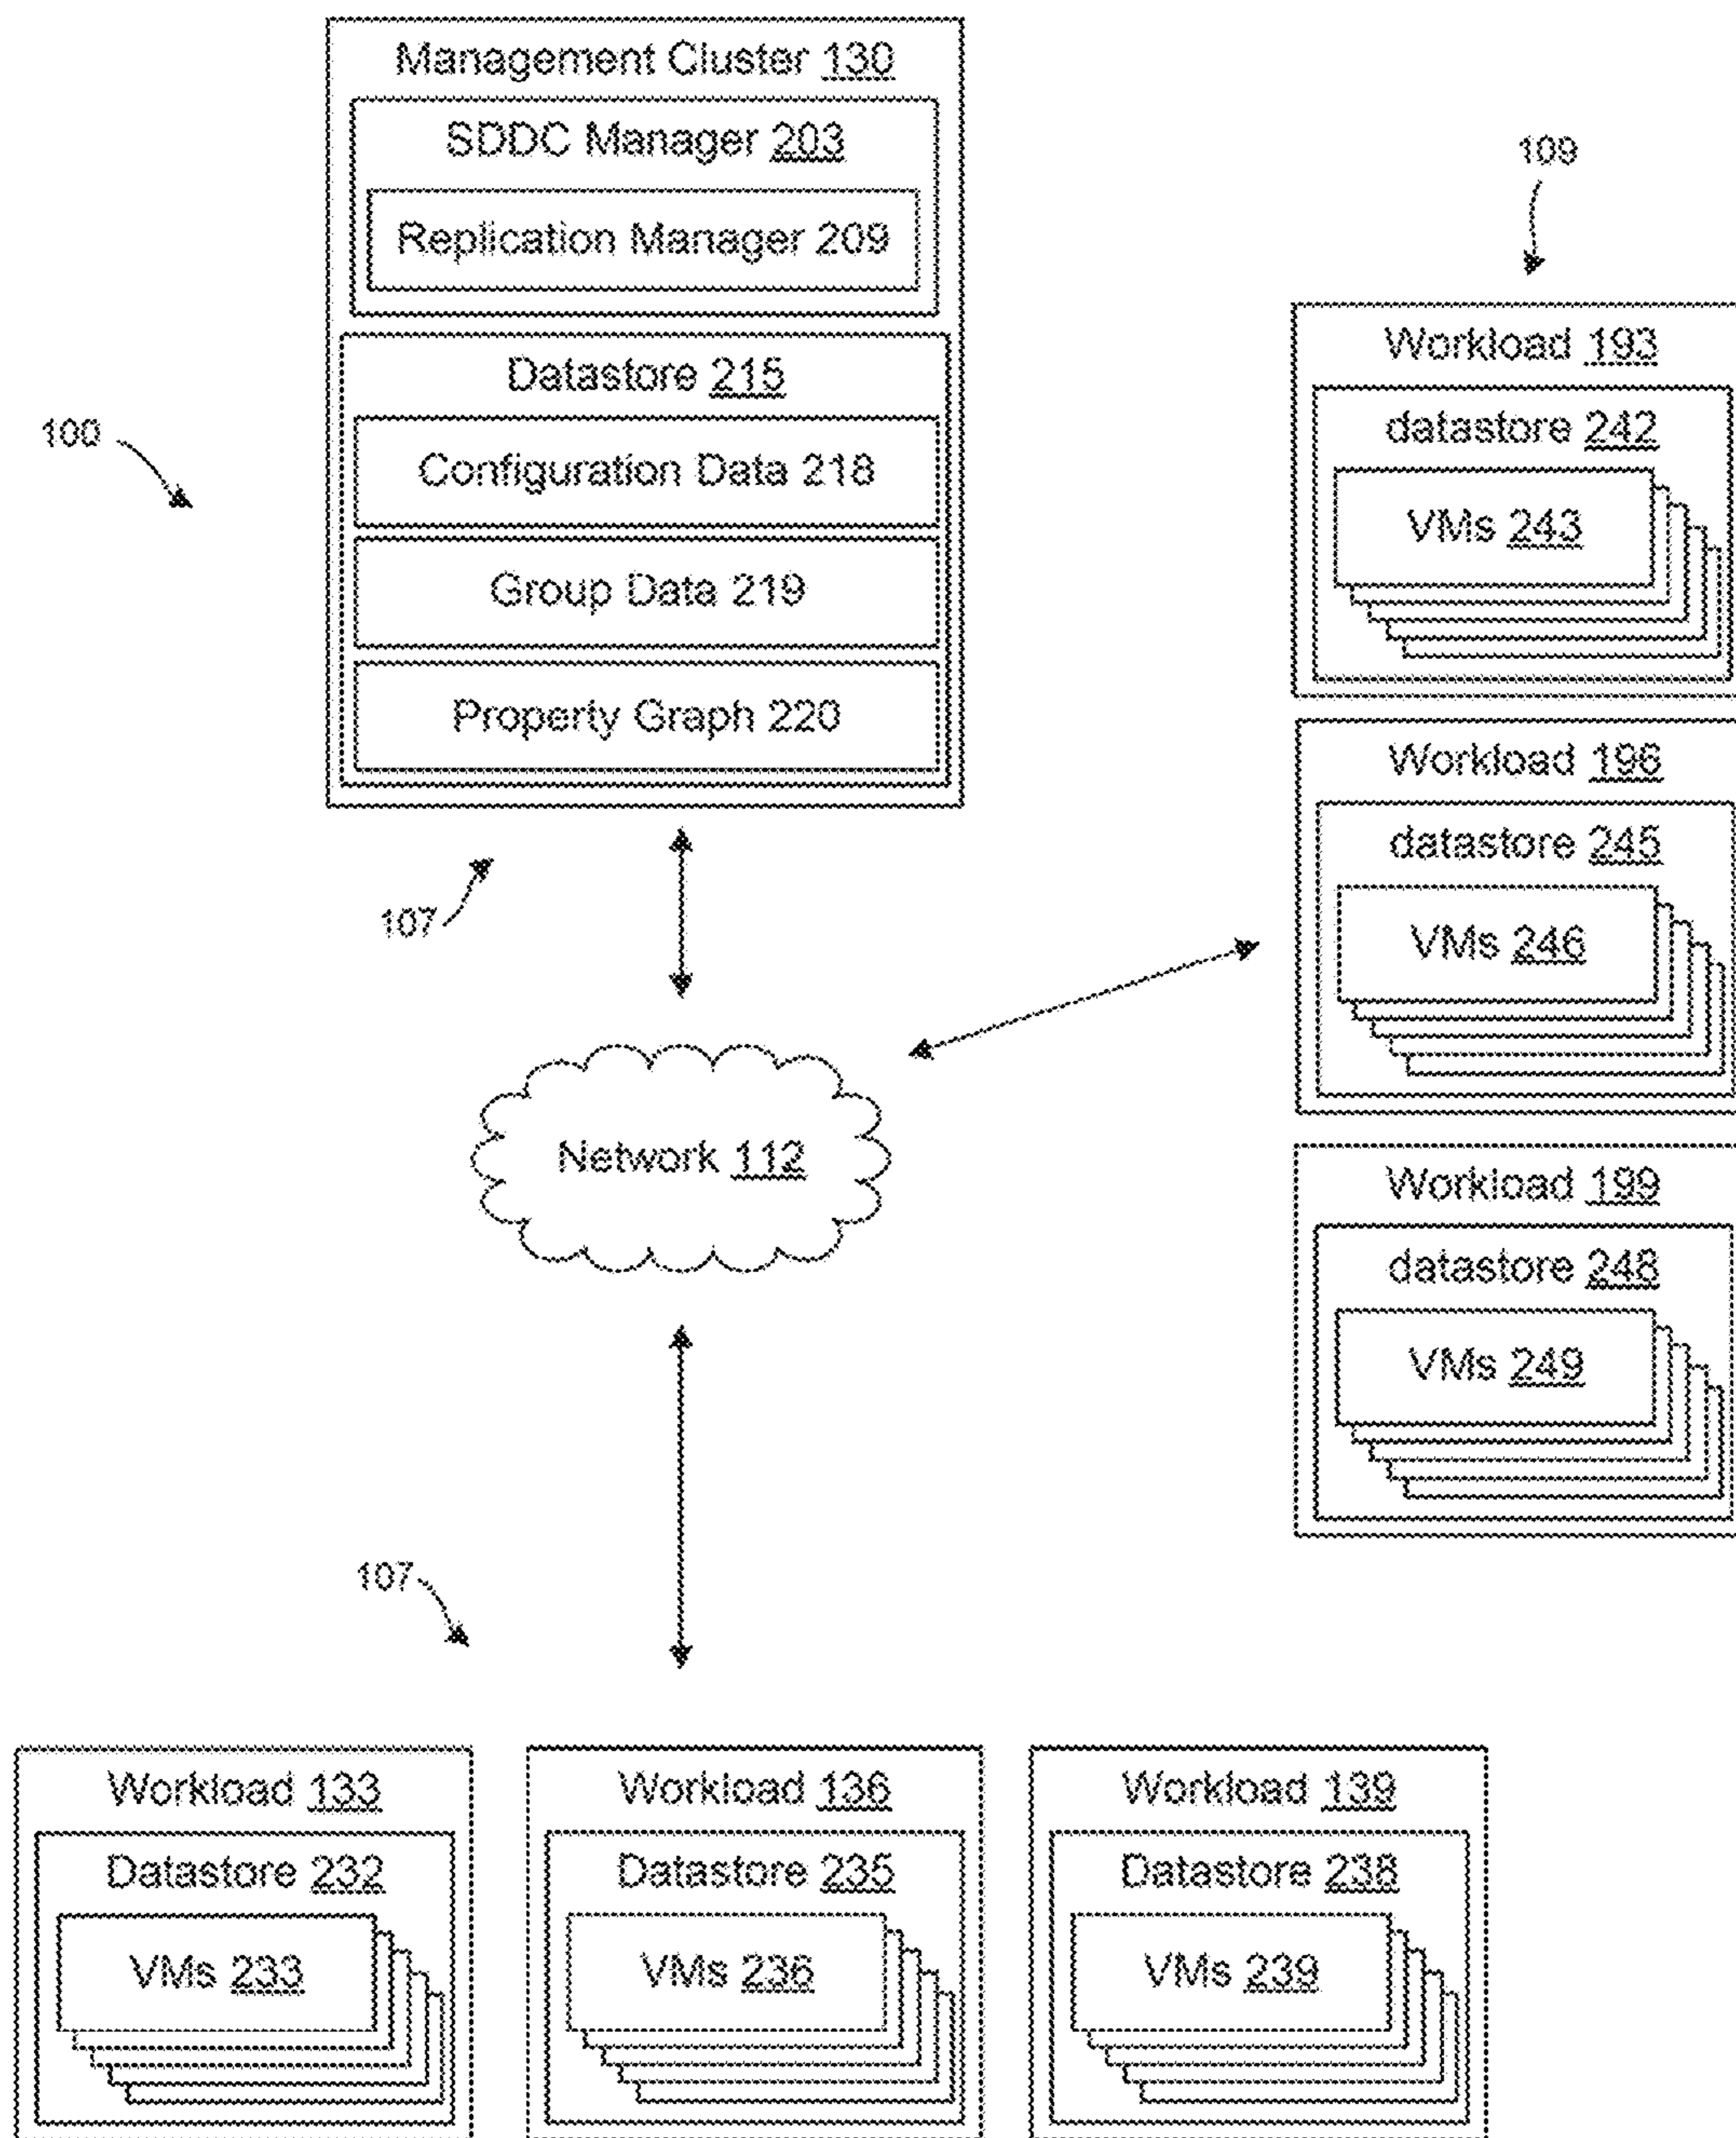 Management Cluster 130
SDDC Manager 203
Replication Manager 209
Datastore 215
Configuration Data 218
Group Data 219
Property Graph 220
100
107
109
Workload 193
datastore 242
VMs 243
Workload 196
datastore 245
VMs 246
Workload 199
datastore 248
VMs 249
Network 112
107
Workload 133
Datastore 232
VMs 233
Workload 136
Datastore 235
VMs 236
Workload 139
Datastore 238
VMs 239